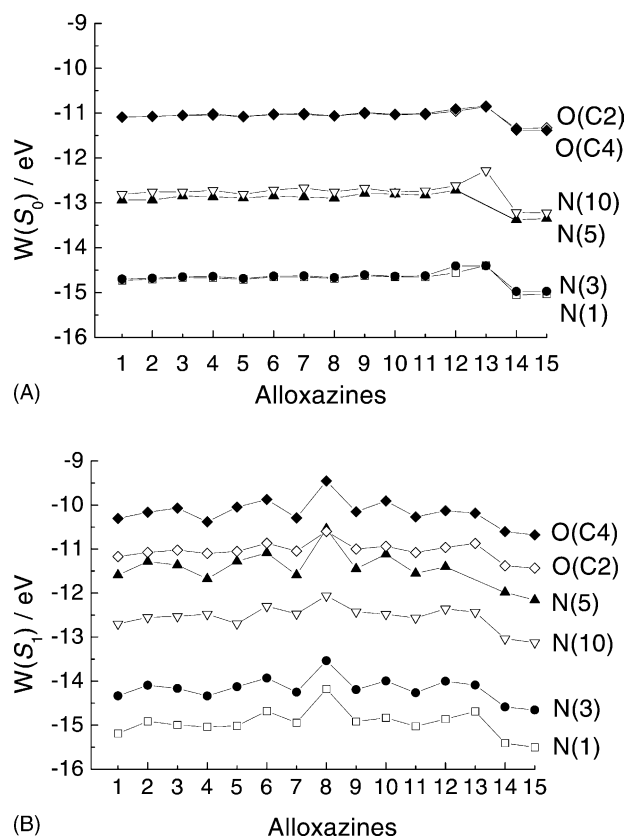 -9
-10
-11
-12
-13
-14
-15
-16
W(S₀) / eV
O(C2)
O(C4)
N(10)
N(5)
N(3)
N(1)
1 2 3 4 5 6 7 8 9 10 11 12 13 14 15
(A)
Alloxazines
-9
-10
-11
-12
-13
-14
-15
-16
W(S₁) / eV
O(C4)
O(C2)
N(5)
N(10)
N(3)
N(1)
1 2 3 4 5 6 7 8 9 10 11 12 13 14 15
(B)
Alloxazines